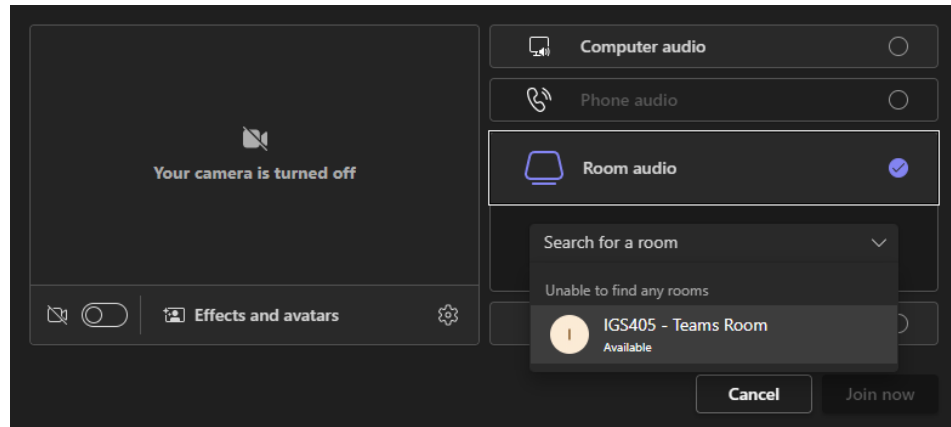 Your camera is turned off
Effects and avatars
Computer audio
Phone audio
Room audio
Search for a room
Unable to find any rooms
I
IGS405 - Teams Room
Available
Cancel
Join now